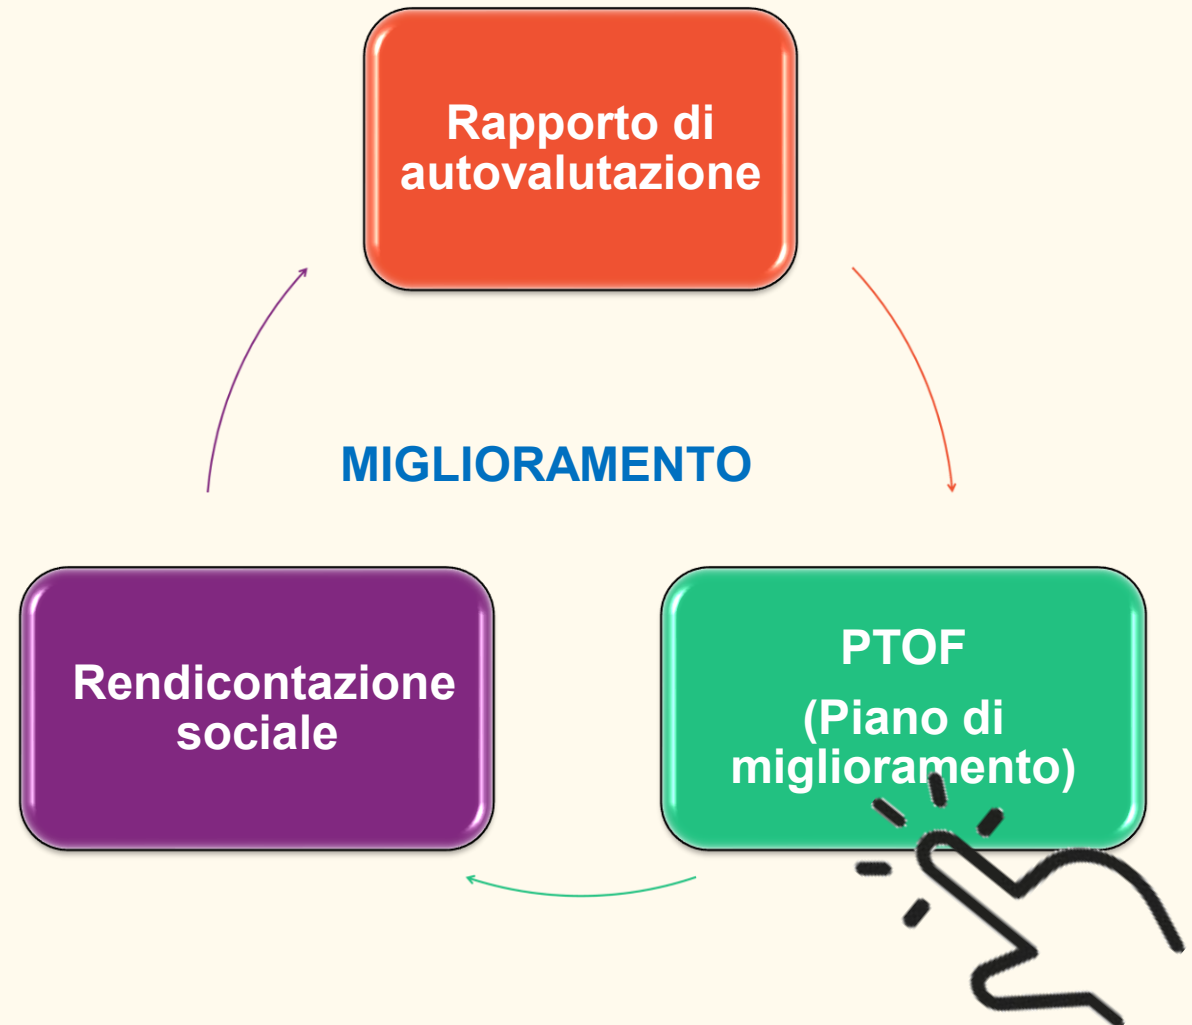 Rapporto di
autovalutazione
MIGLIORAMENTO
Rendicontazione
sociale
PTOF
(Piano di
miglioramento)